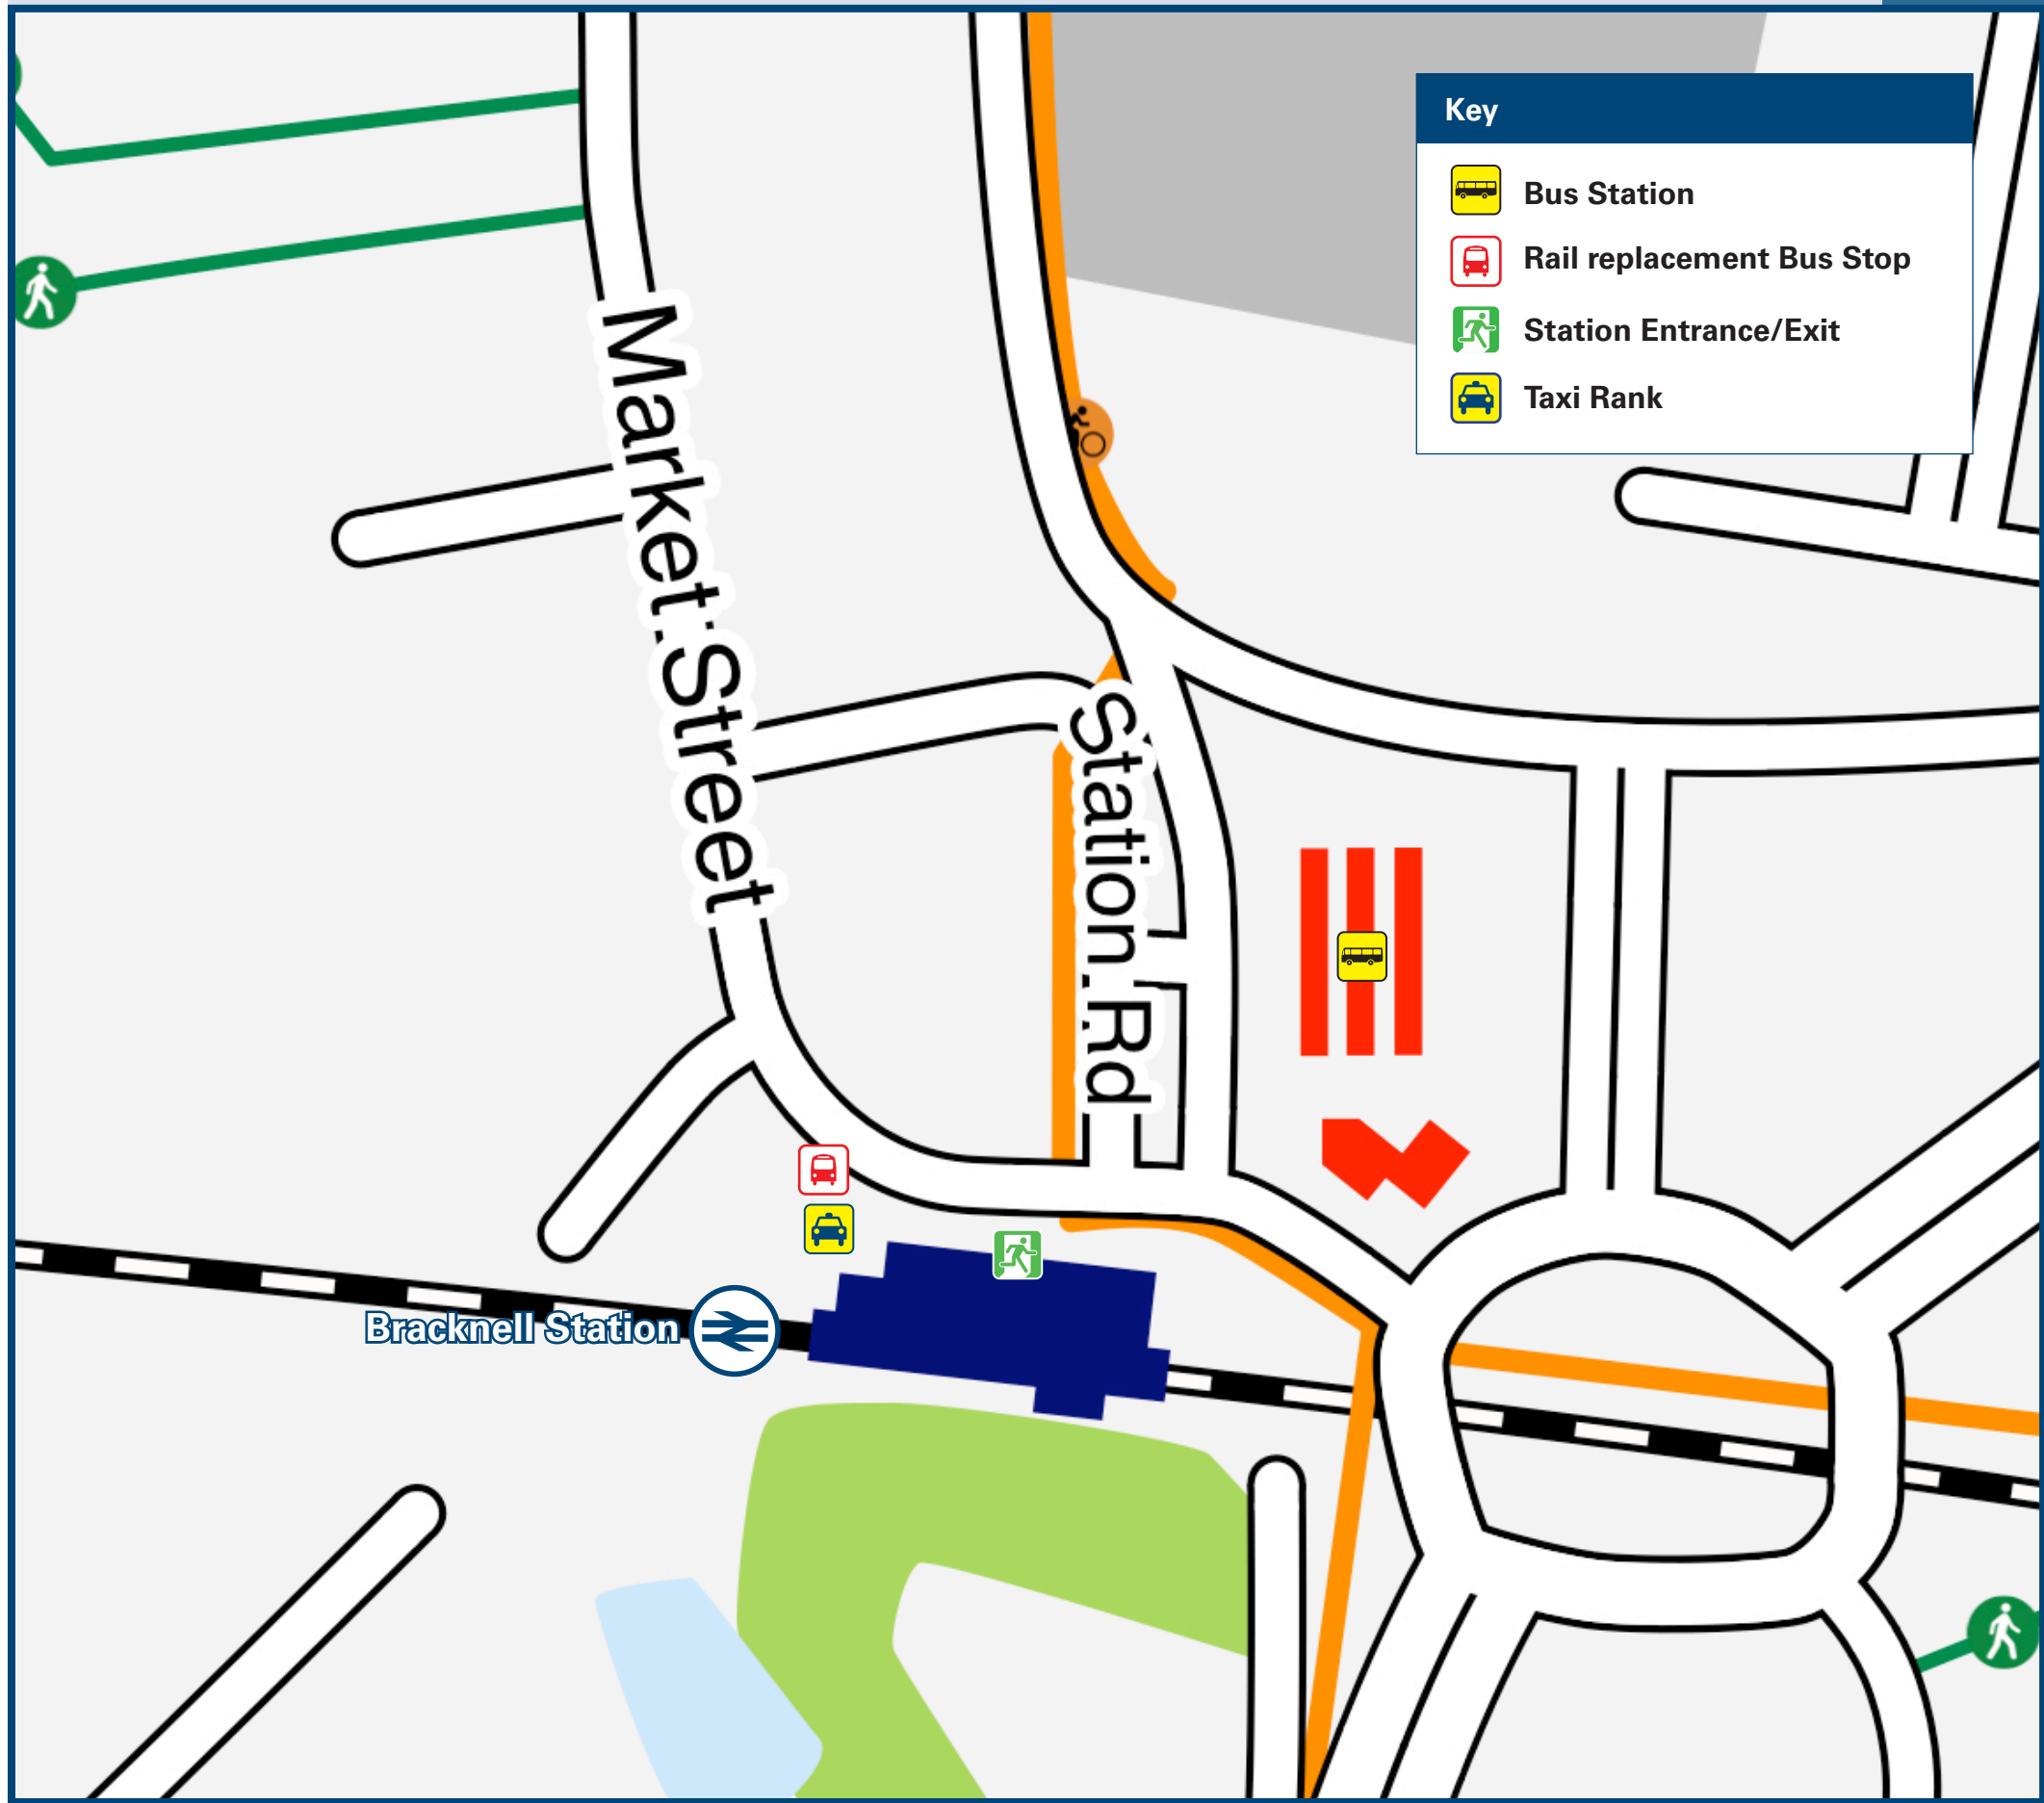 Key
Bus Station
Rail replacement Bus Stop
Station Entrance/Exit
Taxi Rank
Market Street
Station Rd
Bracknell Station